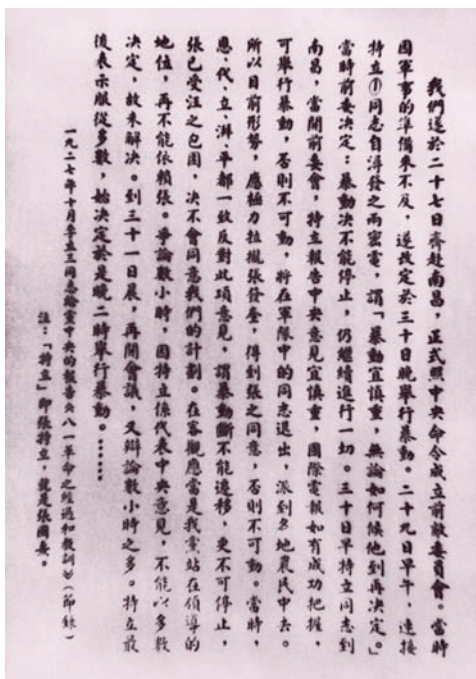 我們遂於二十七日齊赴南昌，正式照中央命令成立前敵委員會。當時
因軍事的準備來不及，遂改定於三十日晚舉行暴動。二十九日早午，連接
特立①同志自潯發之兩密電，謂「暴動宜慎重，無論如何候他到再決定。」
當時前委決定：暴動決不能停止，仍繼續進行一切。三十日早特立同志到
南昌，當開前委會，特立報告中央意見宜慎重，國際電報如有成功把握，
可舉行暴動，否則不可動，將在軍隊中的同志退出，派到各地農民中去。
所以目前形勢，應極力拉攏張發奎，得到張之同意，否則不可動。當時，
恩、代、立、湃、平都一致反對此項意見，謂暴動斷不能遷移，更不可停止，
張已受汪之包圍，決不會同意我們的計劃。在客觀應當是我黨站在領導的
地位，再不能依賴張。爭論數小時，因特立係代表中央意見，不能以多數
決定，故未解決。到三十一日晨，再開會議，又辯論數小時之多。特立最
後表示服從多數，始決定於是晚二時舉行暴動。……
一九二七年十月李立三同志給黨中央的報告《八一革命之經過和教訓》（節錄）
注：「特立」即張特立，就是張國燾。